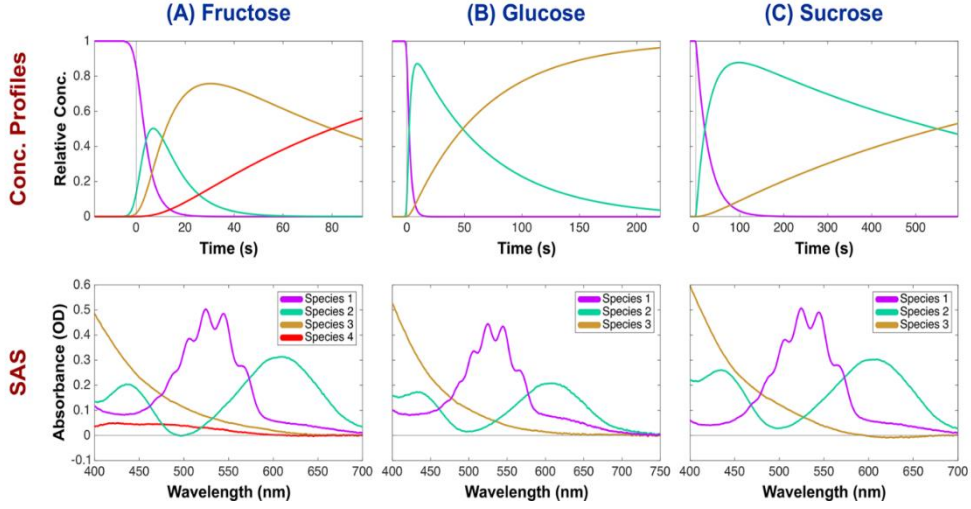 (A) Fructose
(B) Glucose
(C) Sucrose
Conc. Profiles
Relative Conc.
1
0.8
0.6
0.4
0.2
0
0 20 40 60 80
Time (s)
0 50 100 150 200
Time (s)
0 100 200 300 400 500
Time (s)
SAS
Absorbance (OD)
0.6
0.5
0.4
0.3
0.2
0.1
0
-0.1
Species 1
Species 2
Species 3
Species 4
400 450 500 550 600 650 700
Wavelength (nm)
Species 1
Species 2
Species 3
400 450 500 550 600 650 700 750
Wavelength (nm)
Species 1
Species 2
Species 3
400 450 500 550 600 650 700
Wavelength (nm)